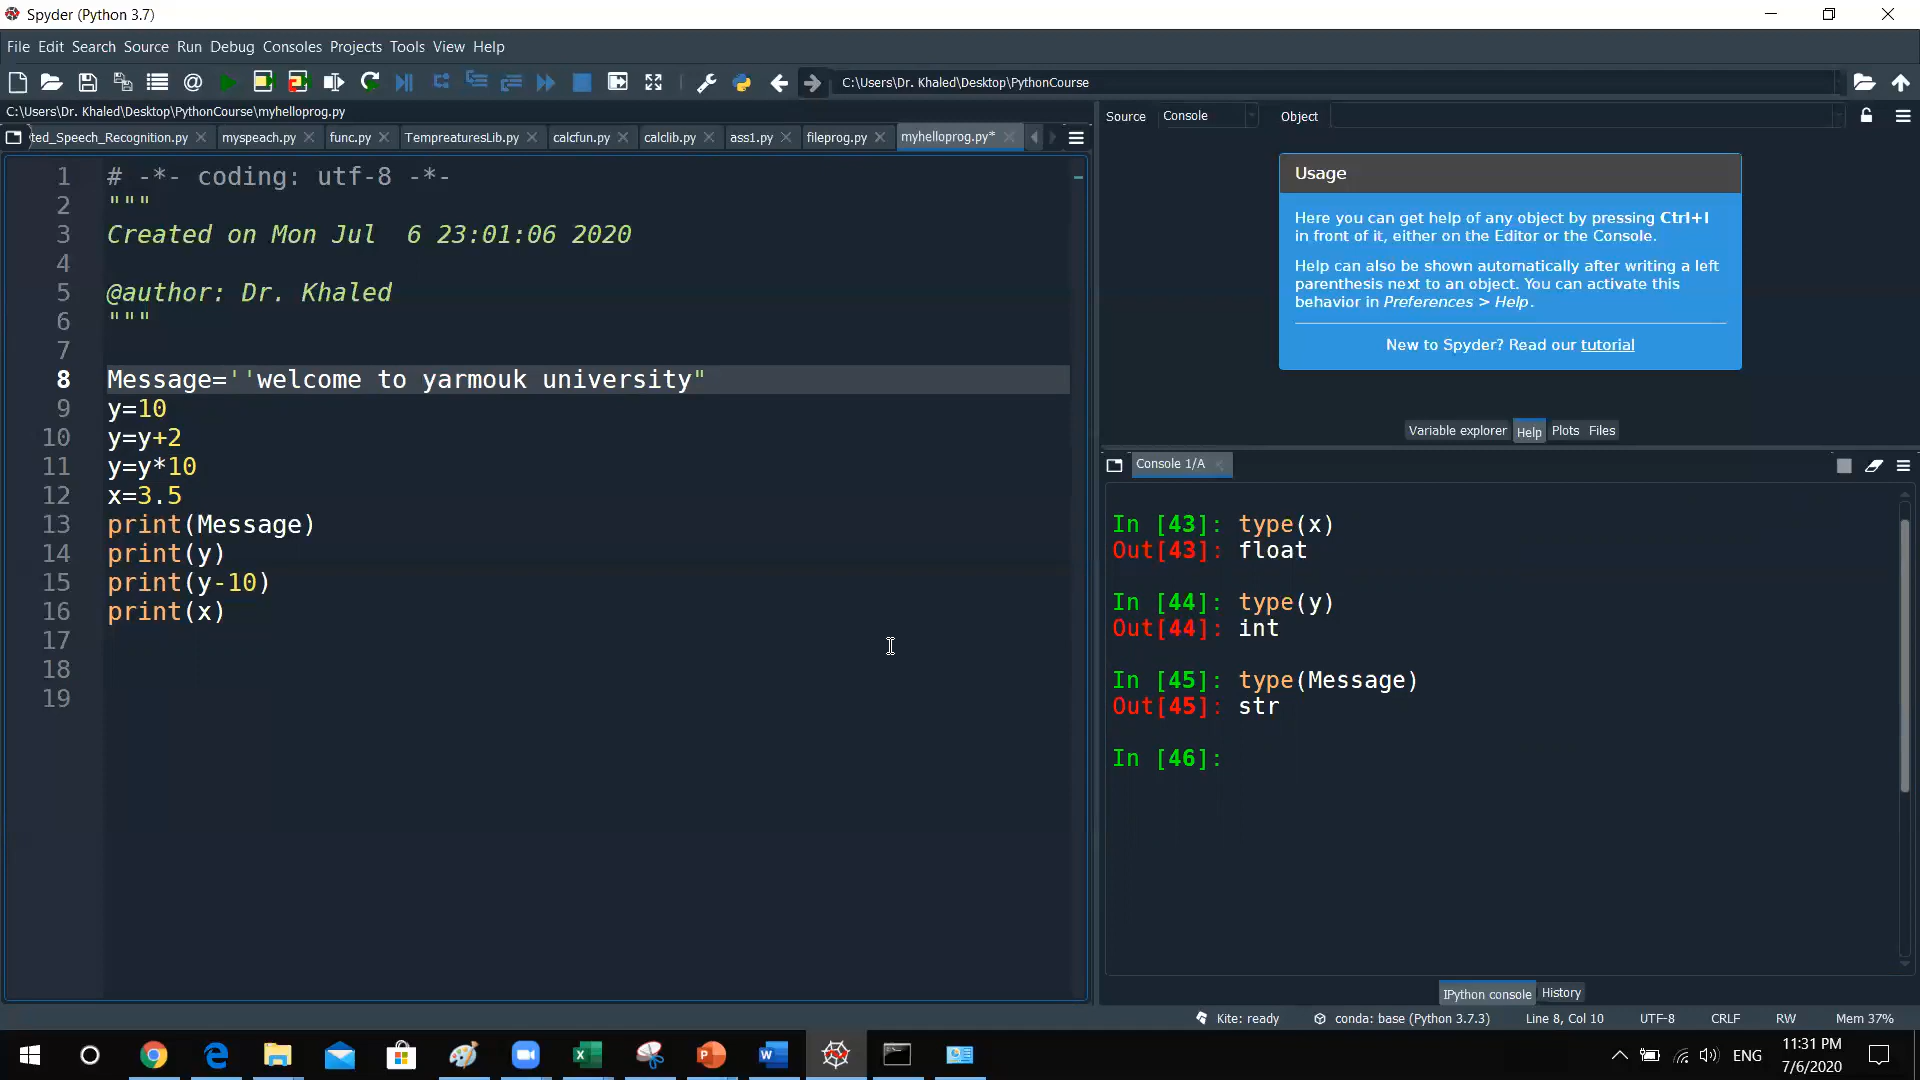 Spyder (Python 3.7)
File Edit Search Source Run Debug Consoles Projects Tools View Help
C:\Users\Dr. Khaled\Desktop\PythonCourse
C:\Users\Dr. Khaled\Desktop\PythonCourse\myhelloprog.py
ted_Speech_Recognition.py myspeach.py func.py TempreaturesLib.py calcfun.py calclib.py ass1.py fileprog.py myhelloprog.py*
1 # -*- coding: utf-8 -*-
2 """
3 Created on Mon Jul  6 23:01:06 2020
4
5 @author: Dr. Khaled
6 """
7
8 Message=''welcome to yarmouk university"
9 y=10
10 y=y+2
11 y=y*10
12 x=3.5
13 print(Message)
14 print(y)
15 print(y-10)
16 print(x)
17
18
19
Source Console Object
Usage
Here you can get help of any object by pressing Ctrl+I
in front of it, either on the Editor or the Console.
Help can also be shown automatically after writing a left
parenthesis next to an object. You can activate this
behavior in Preferences > Help.
New to Spyder? Read our tutorial
Variable explorer Help Plots Files
Console 1/A
In [43]: type(x)
Out[43]: float
In [44]: type(y)
Out[44]: int
In [45]: type(Message)
Out[45]: str
In [46]:
IPython console History
Kite: ready conda: base (Python 3.7.3) Line 8, Col 10 UTF-8 CRLF RW Mem 37%
ENG 11:31 PM
7/6/2020